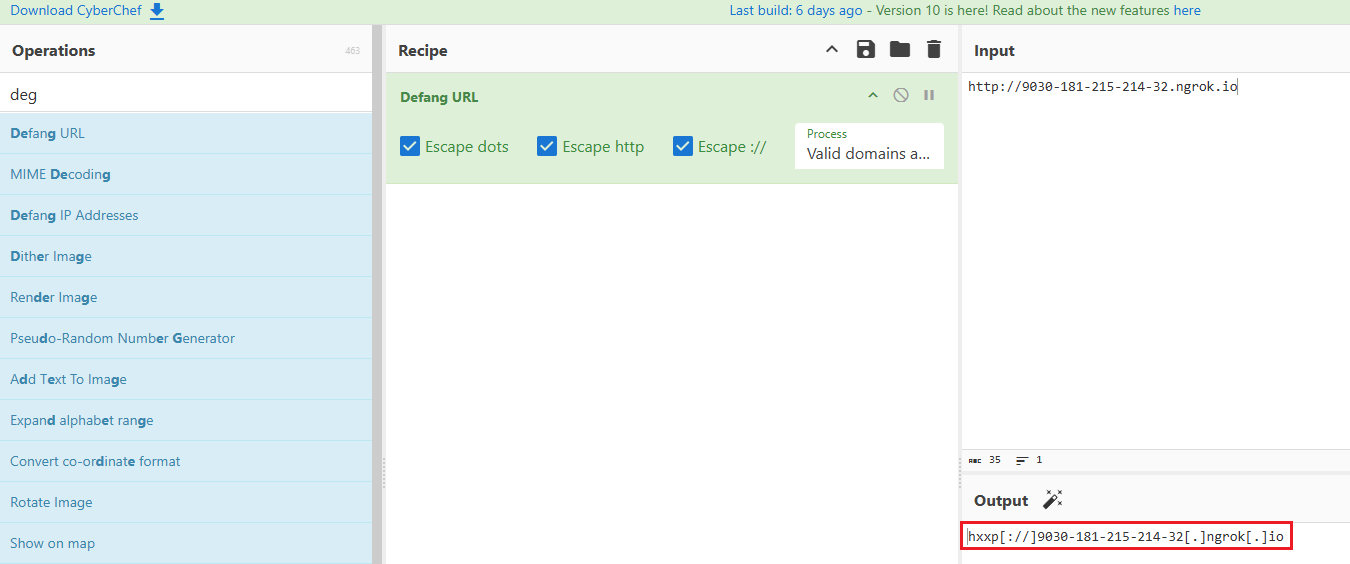 Download CyberChef
Last build: 6 days ago - Version 10 is here! Read about the new features here
Operations
463
deg
Defang URL
MIME Decoding
Defang IP Addresses
Dither Image
Render Image
Pseudo-Random Number Generator
Add Text To Image
Expand alphabet range
Convert co-ordinate format
Rotate Image
Show on map
Recipe
Defang URL
Escape dots
Escape http
Escape ://
Process
Valid domains a...
Input
http://9030-181-215-214-32.ngrok.io
ABC 35 1
Output
hxxp[://]9030-181-215-214-32[.]ngrok[.]io